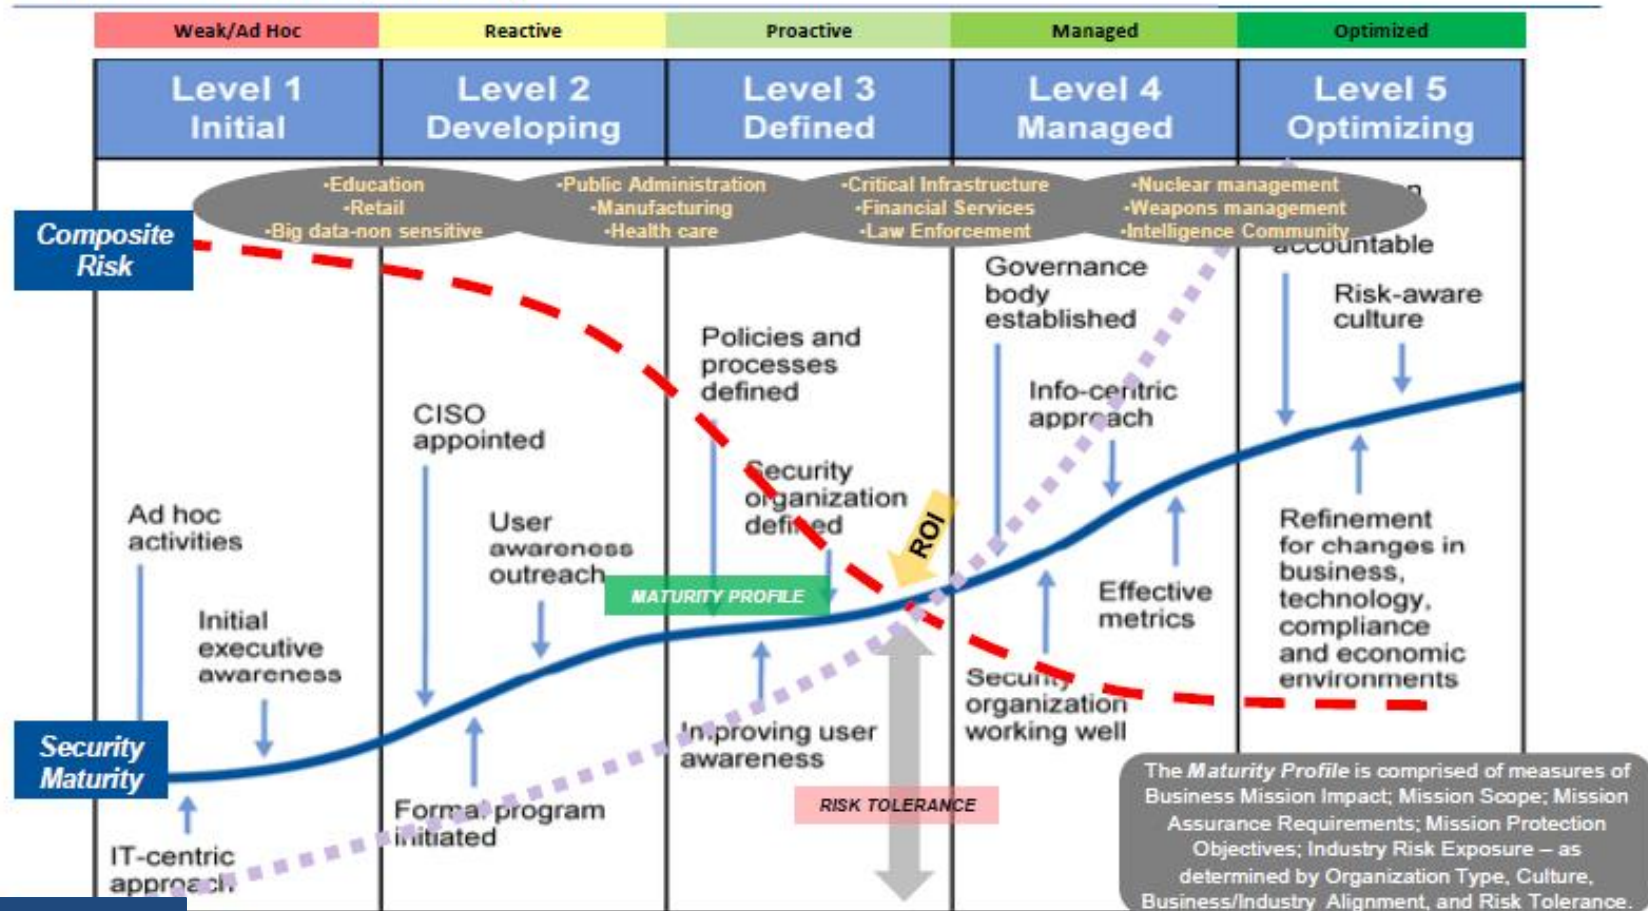 Weak/Ad Hoc
Reactive
Proactive
Managed
Optimized
Level 1
Initial
Level 2
Developing
Level 3
Defined
Level 4
Managed
Level 5
Optimizing
•Education
•Retail
•Big data-non sensitive
•Public Administration
•Manufacturing
•Health care
•Critical Infrastructure
•Financial Services
•Law Enforcement
•Nuclear management
•Weapons management
•Intelligence Community
accountable
Composite
Risk
Governance
body
established
Risk-aware
culture
Policies and
processes
defined
Info-centric
approach
CISO
appointed
Security
organization
defined
Ad hoc
activities
User
awareness
outreach
ROI
Refinement
for changes in
business,
technology,
compliance
and economic
environments
MATURITY PROFILE
Effective
metrics
Initial
executive
awareness
Security
organization
working well
Improving user
awareness
Security
Maturity
RISK TOLERANCE
Formal program
initiated
IT-centric
approach
The Maturity Profile is comprised of measures of
Business Mission Impact; Mission Scope; Mission
Assurance Requirements; Mission Protection
Objectives; Industry Risk Exposure – as
determined by Organization Type, Culture,
Business/Industry Alignment, and Risk Tolerance.